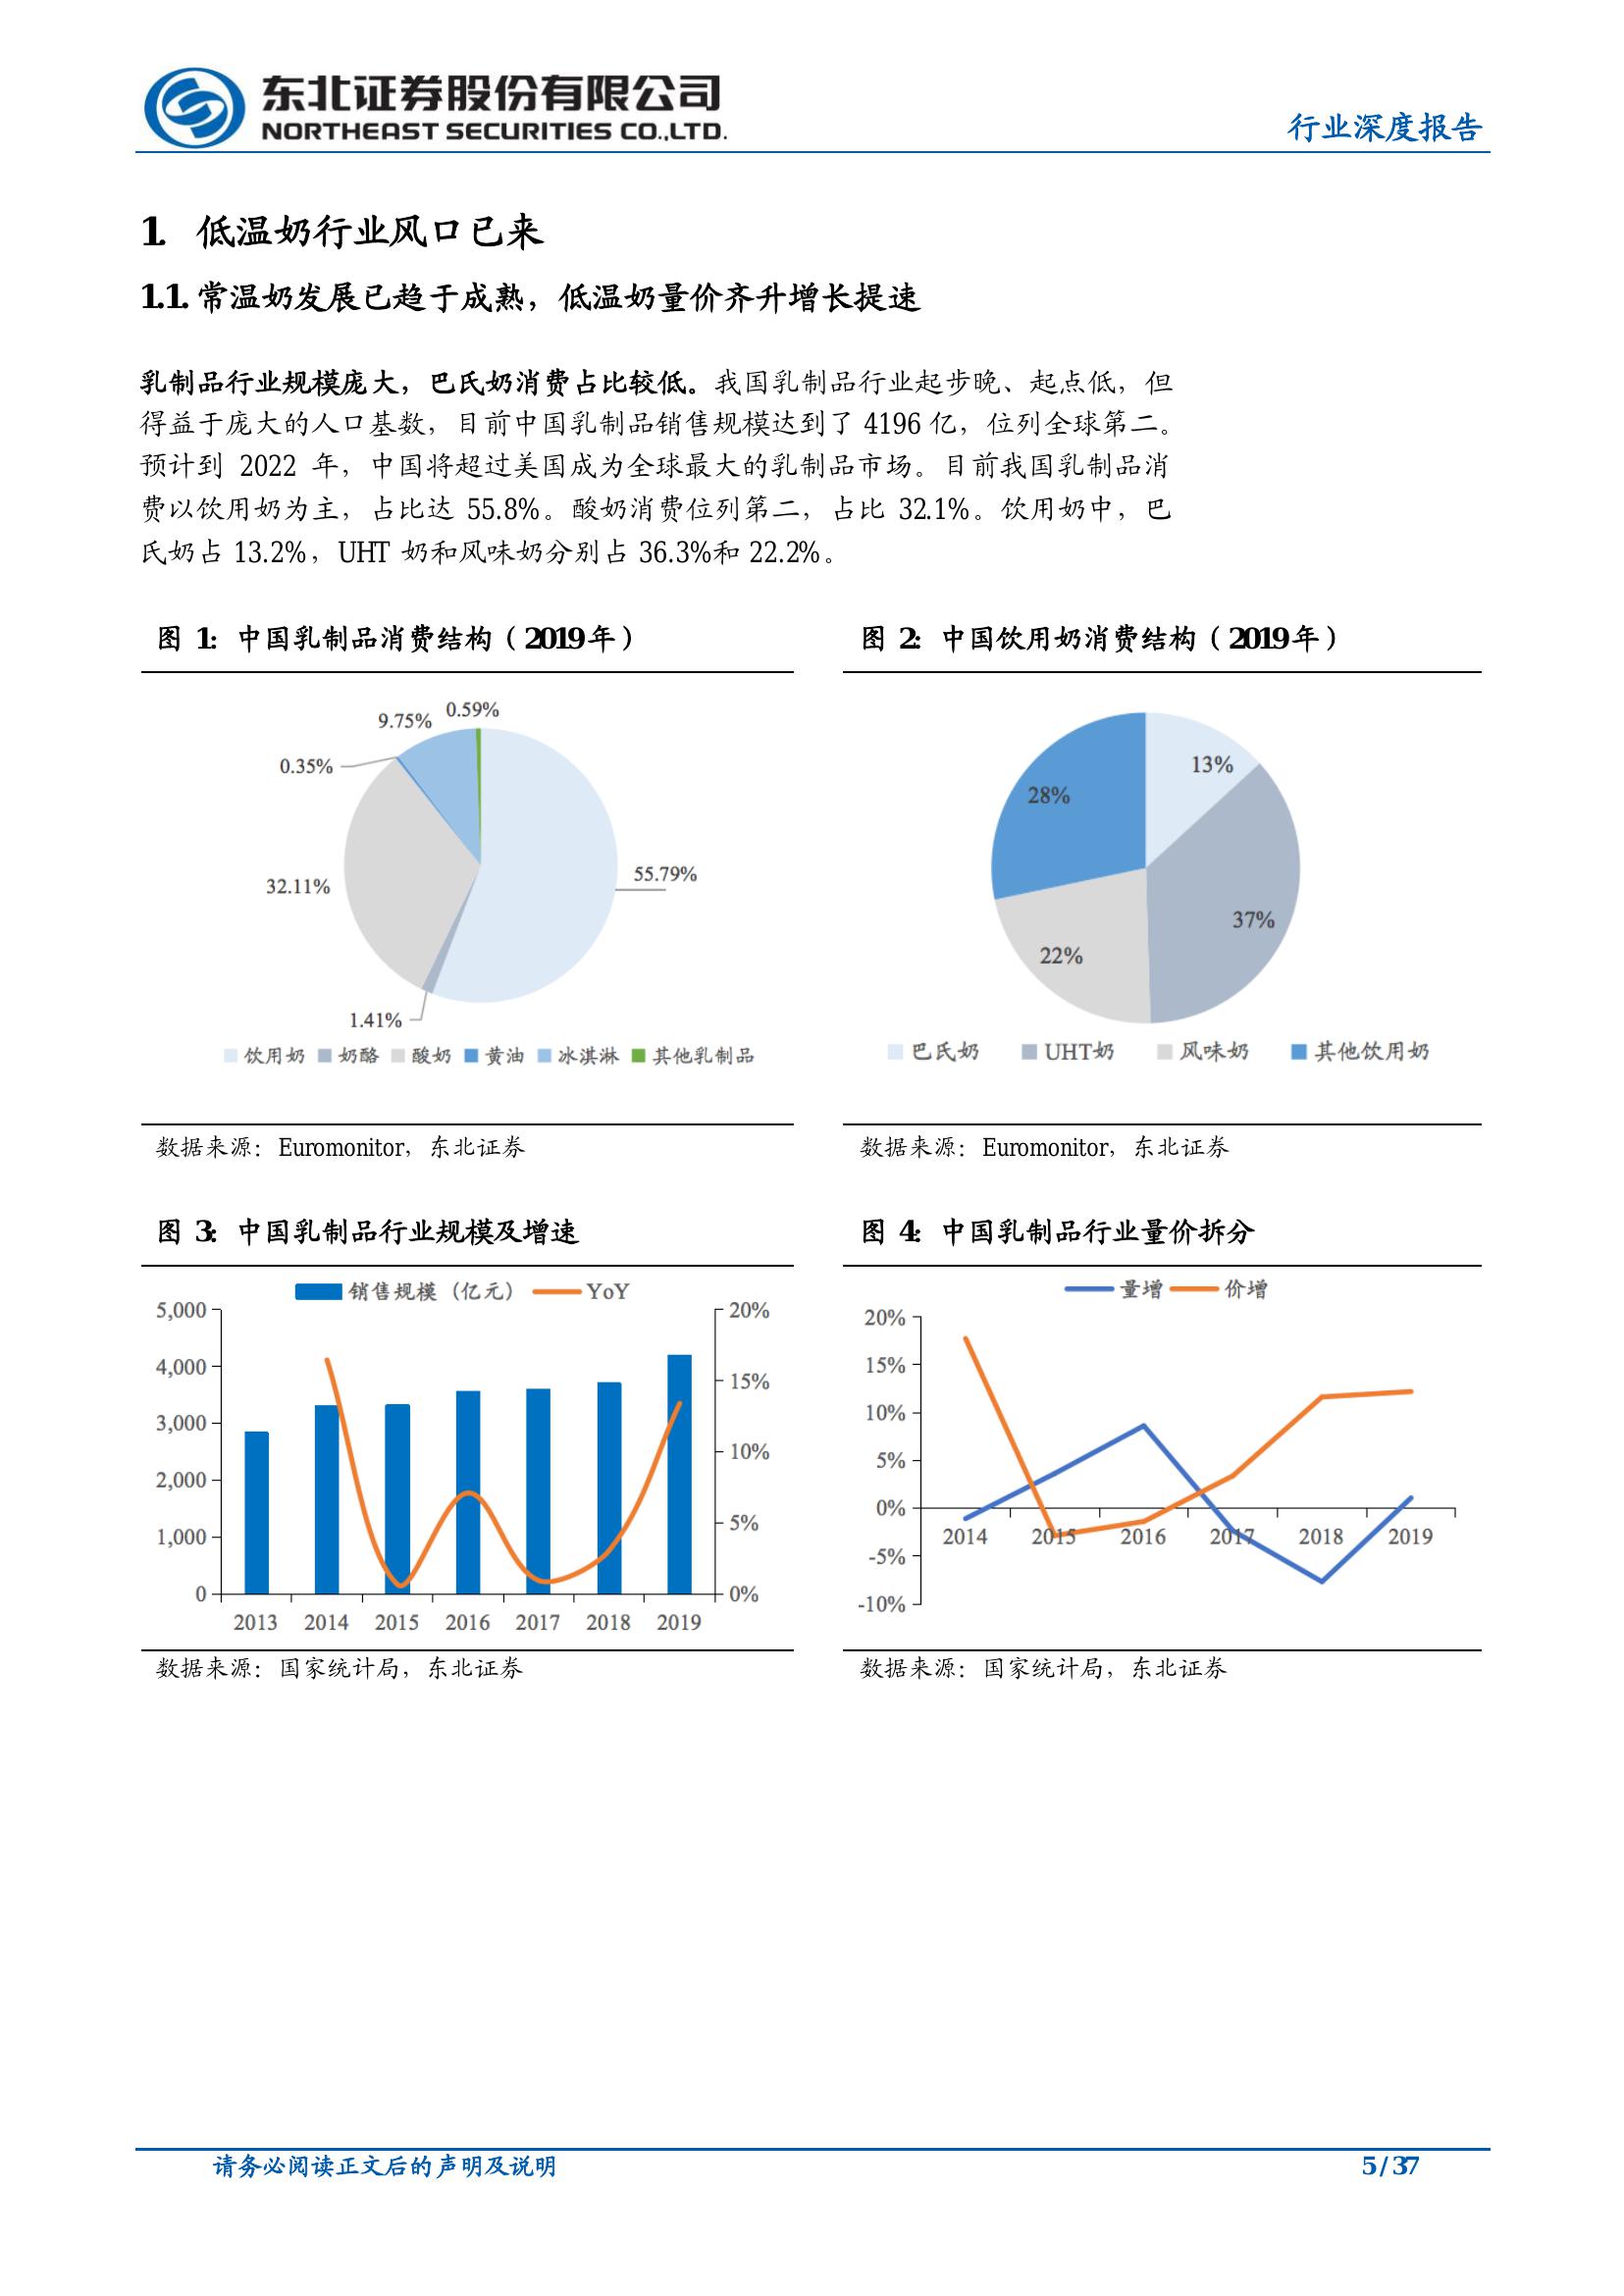 东北证券股份有限公司
NORTHEAST SECURITIES CO.,LTD.
行业深度报告
1. 低温奶行业风口已来
1.1. 常温奶发展已趋于成熟，低温奶量价齐升增长提速
乳制品行业规模庞大，巴氏奶消费占比较低。我国乳制品行业起步晚、起点低，但
得益于庞大的人口基数，目前中国乳制品销售规模达到了 4196 亿，位列全球第二。
预计到 2022 年，中国将超过美国成为全球最大的乳制品市场。目前我国乳制品消
费以饮用奶为主，占比达 55.8%。酸奶消费位列第二，占比 32.1%。饮用奶中，巴
氏奶占 13.2%，UHT 奶和风味奶分别占 36.3%和 22.2%。
图 1：中国乳制品消费结构（2019 年）
0.59%
9.75%
0.35%
55.79%
32.11%
1.41%
饮用奶 奶酪 酸奶 黄油 冰淇淋 其他乳制品
数据来源：Euromonitor，东北证券
图 2：中国饮用奶消费结构（2019 年）
13%
28%
37%
22%
巴氏奶 UHT奶 风味奶 其他饮用奶
数据来源：Euromonitor，东北证券
图 3：中国乳制品行业规模及增速
销售规模（亿元） YoY
5,000 20%
4,000 15%
3,000
2,000 10%
1,000 5%
0 0%
2013 2014 2015 2016 2017 2018 2019
数据来源：国家统计局，东北证券
图 4：中国乳制品行业量价拆分
量增 价增
20%
15%
10%
5%
0%
2014 2015 2016 2017 2018 2019
-5%
-10%
数据来源：国家统计局，东北证券
请务必阅读正文后的声明及说明
5 / 37